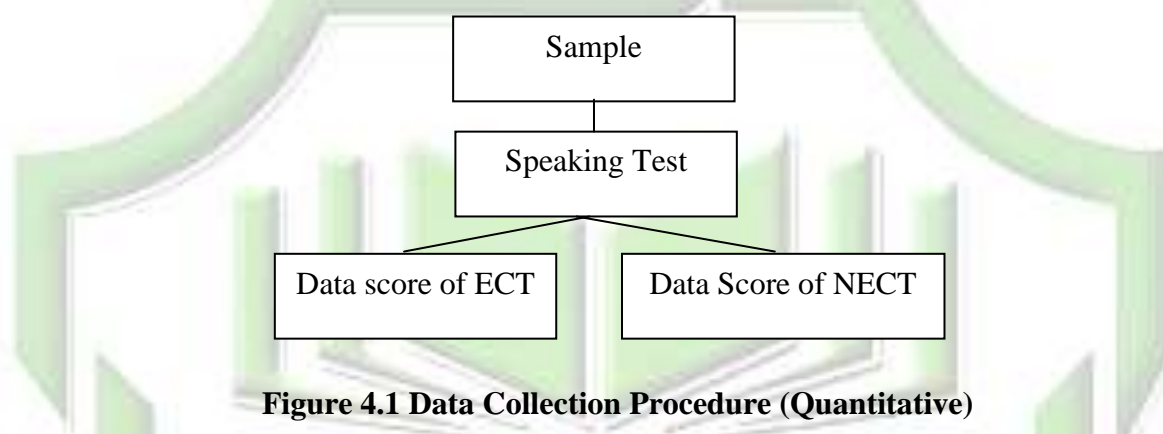 Sample
Speaking Test
Data score of ECT
Data Score of NECT
Figure 4.1 Data Collection Procedure (Quantitative)